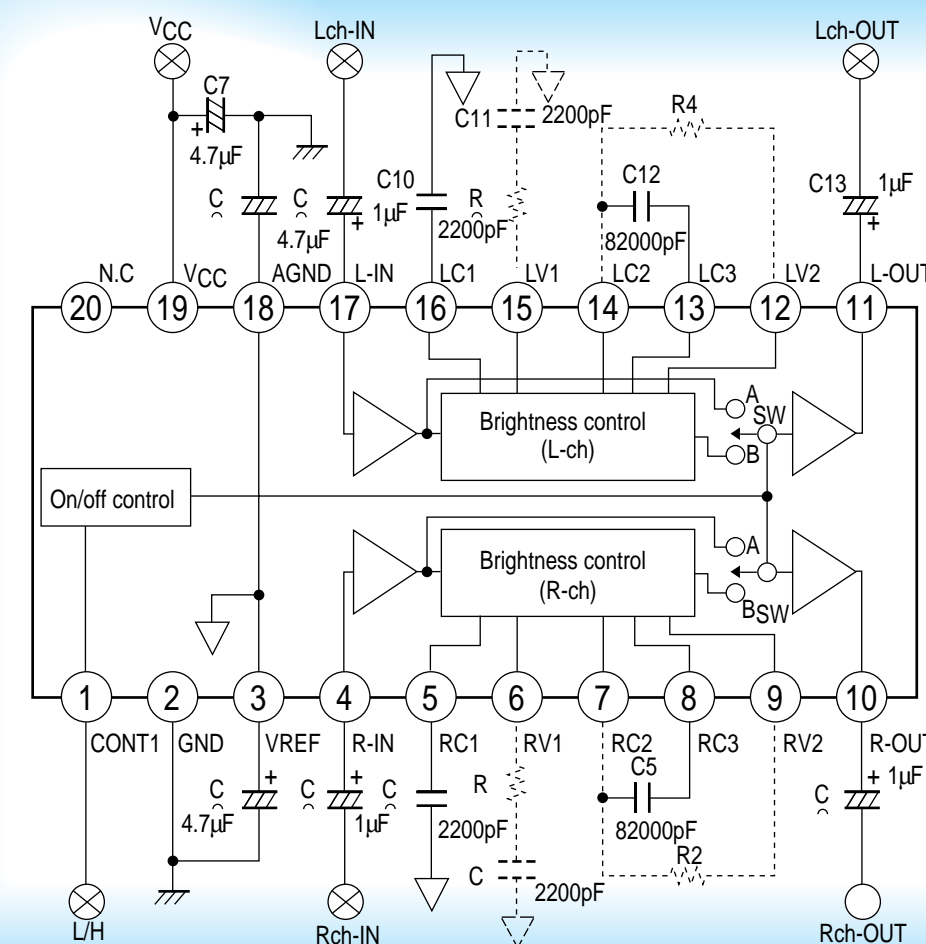 VCC
Lch-IN
Lch-OUT
C7
+
4.7µF
C11
2200pF
R4
C
C
4.7µF
+
C10
1µF
R
2200pF
C12
82000pF
C13
1µF
+
N.C
VCC
AGND
L-IN
LC1
LV1
LC2
LC3
LV2
L-OUT
20
19
18
17
16
15
14
13
12
11
Brightness control
(L-ch)
A
SW
B
On/off control
Brightness control
(R-ch)
A
BSW
1
2
3
4
5
6
7
8
9
10
CONT1
GND
VREF
R-IN
RC1
RV1
RC2
RC3
RV2
R-OUT
C
+
4.7µF
C
+
1µF
C
2200pF
R
C5
82000pF
C
+
1µF
C
2200pF
R2
L/H
Rch-IN
Rch-OUT